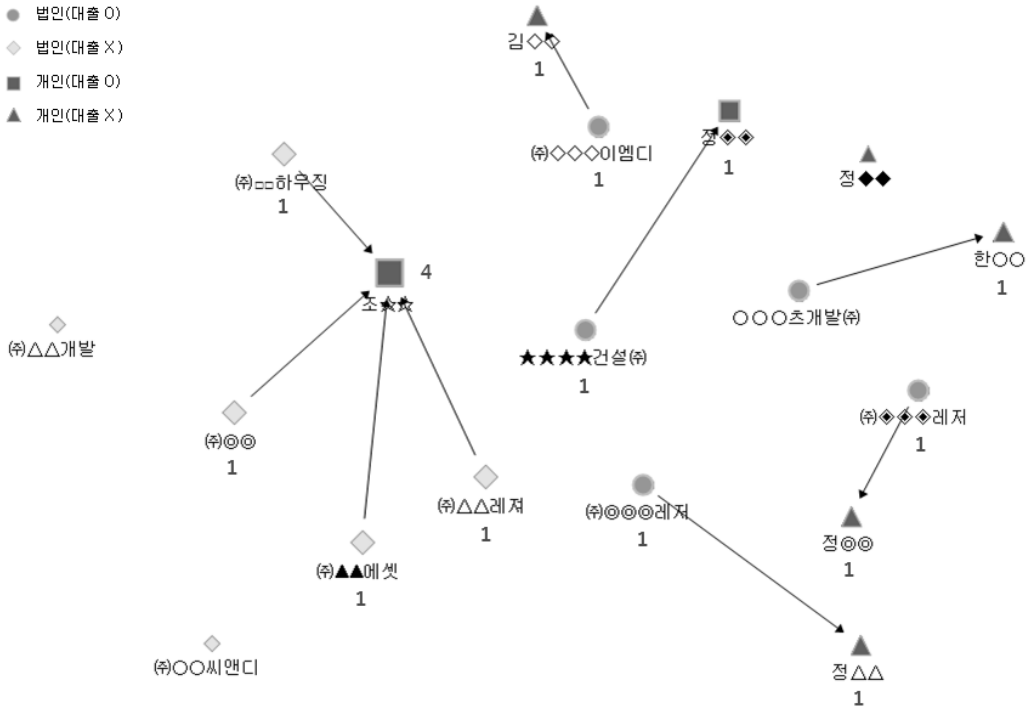 법인(대출 O)
법인(대출 X)
개인(대출 O)
개인(대출 X)
김◇◇
1
㈜◇◇◇이엠디
1
정◈◈
1
정◆◆
㈜□□하우징
1
한○○
1
4
조☆☆
○○○츠개발㈜
㈜△△개발
★★★★건설㈜
1
㈜◈◈◈레저
1
㈜◎◎
1
㈜△△레져
1
㈜◎◎◎레저
1
정◎◎
1
㈜▲▲에셋
1
㈜○○씨앤디
정△△
1